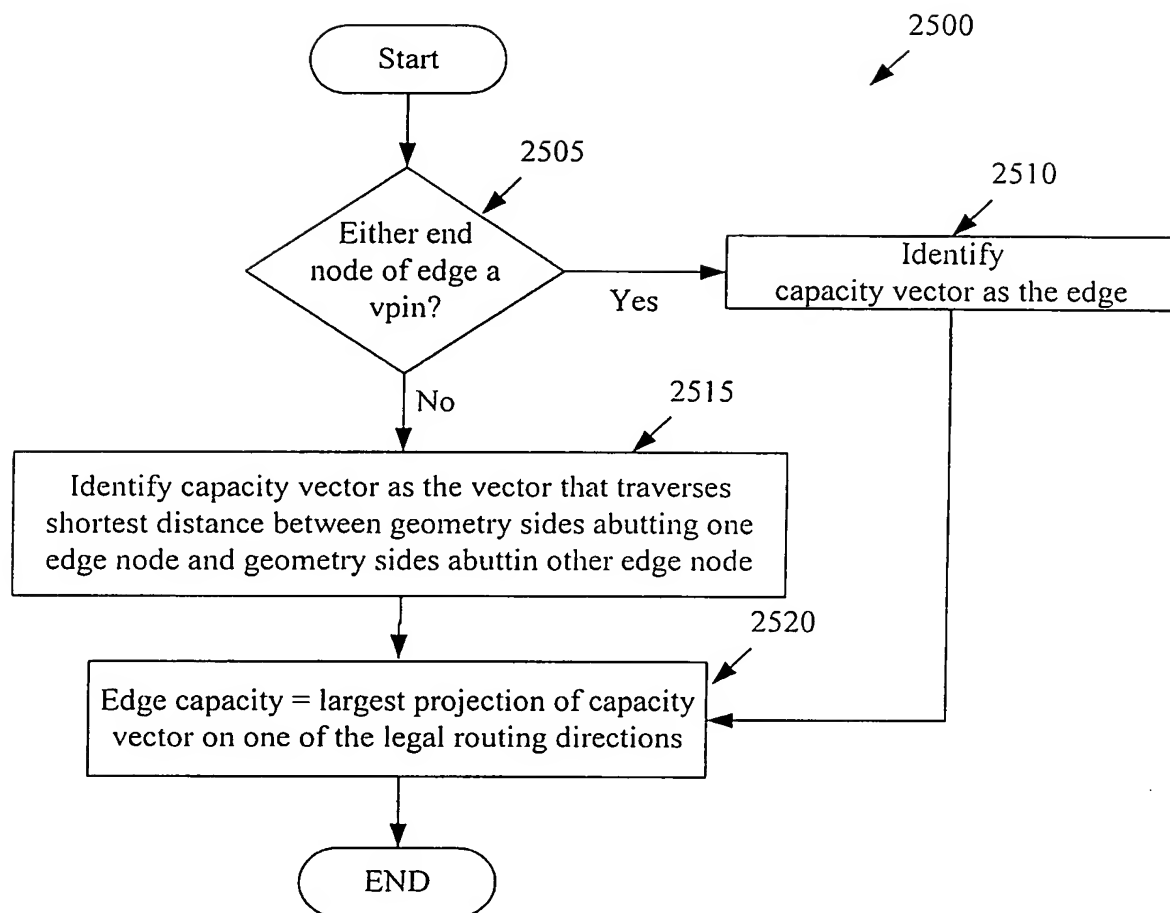 2500
Start
2505
Either end
node of edge a
vpin?
Yes
2510
Identify
capacity vector as the edge
No
2515
Identify capacity vector as the vector that traverses
shortest distance between geometry sides abutting one
edge node and geometry sides abuttin other edge node
2520
Edge capacity = largest projection of capacity
vector on one of the legal routing directions
END